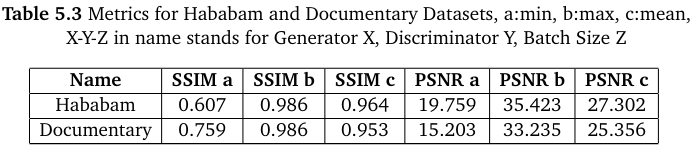 Table 5.3 Metrics for Hababam and Documentary Datasets, a:min, b:max, c:mean,
X-Y-Z in name stands for Generator X, Discriminator Y, Batch Size Z
Name SSIM a SSIM b SSIM c PSNR a PSNR b PSNR c
Hababam 0.607 0.986 0.964 19.759 35.423 27.302
Documentary 0.759 0.986 0.953 15.203 33.235 25.356